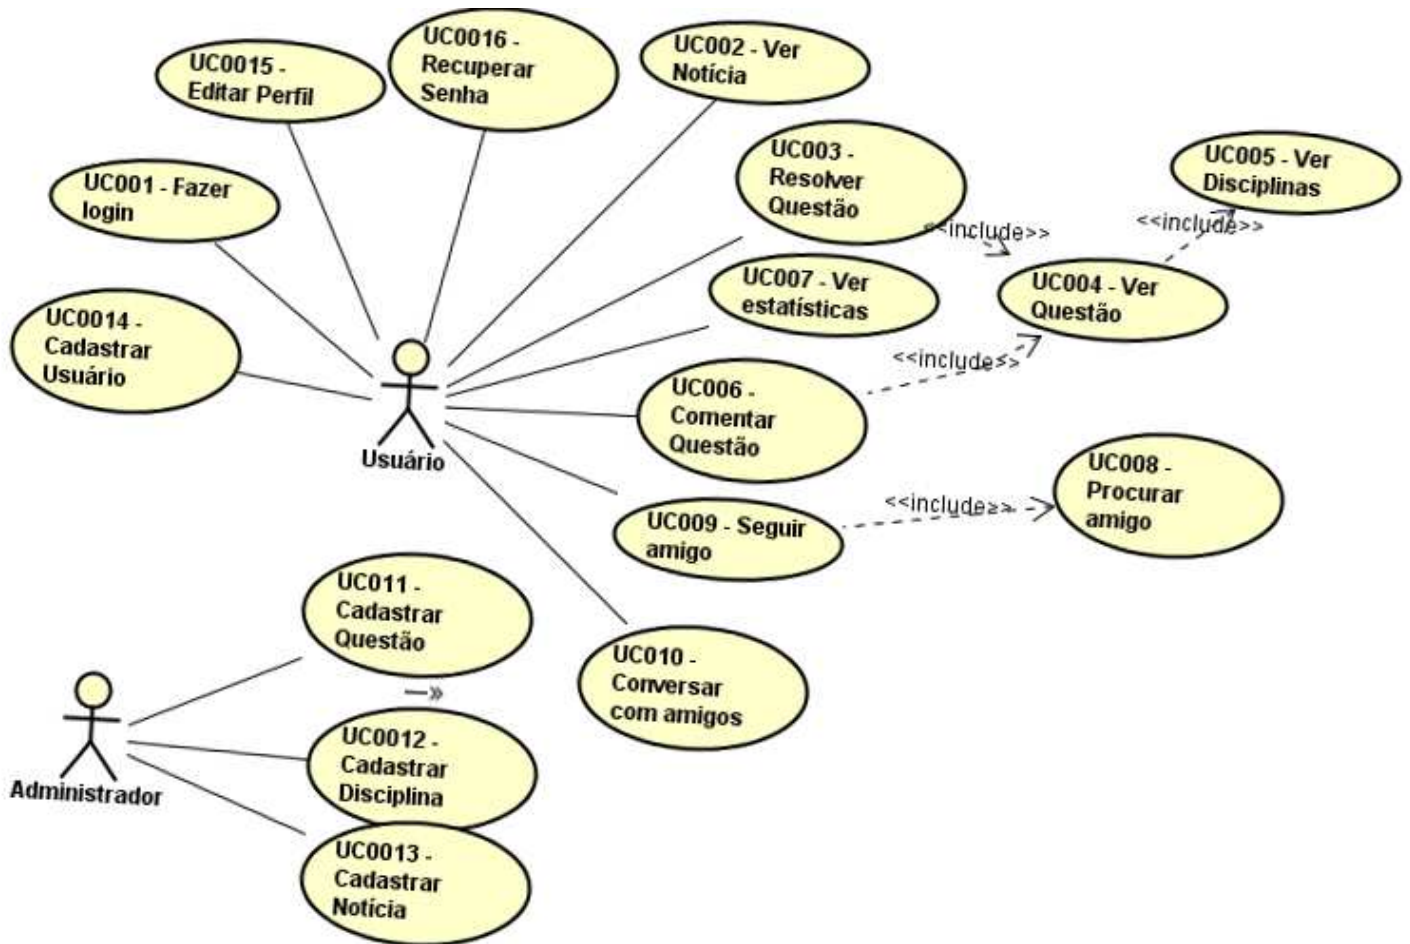 UC0016 -
Recuperar
Senha
UC002 - Ver
Notícia
UC0015 -
Editar Perfil
UC003 -
Resolver
Questão
UC005 - Ver
Disciplinas
UC001 - Fazer
login
<<include>>
<<include>>
UC007 - Ver
estatísticas
UC004 - Ver
Questão
UC0014 -
Cadastrar
Usuário
<<include>>
UC006 -
Comentar
Questão
Usuário
UC008 -
Procurar
amigo
<<include>>
UC009 - Seguir
amigo
UC011 -
Cadastrar
Questão
UC010 -
Conversar
com amigos
UC0012 -
Cadastrar
Disciplina
Administrador
UC0013 -
Cadastrar
Notícia